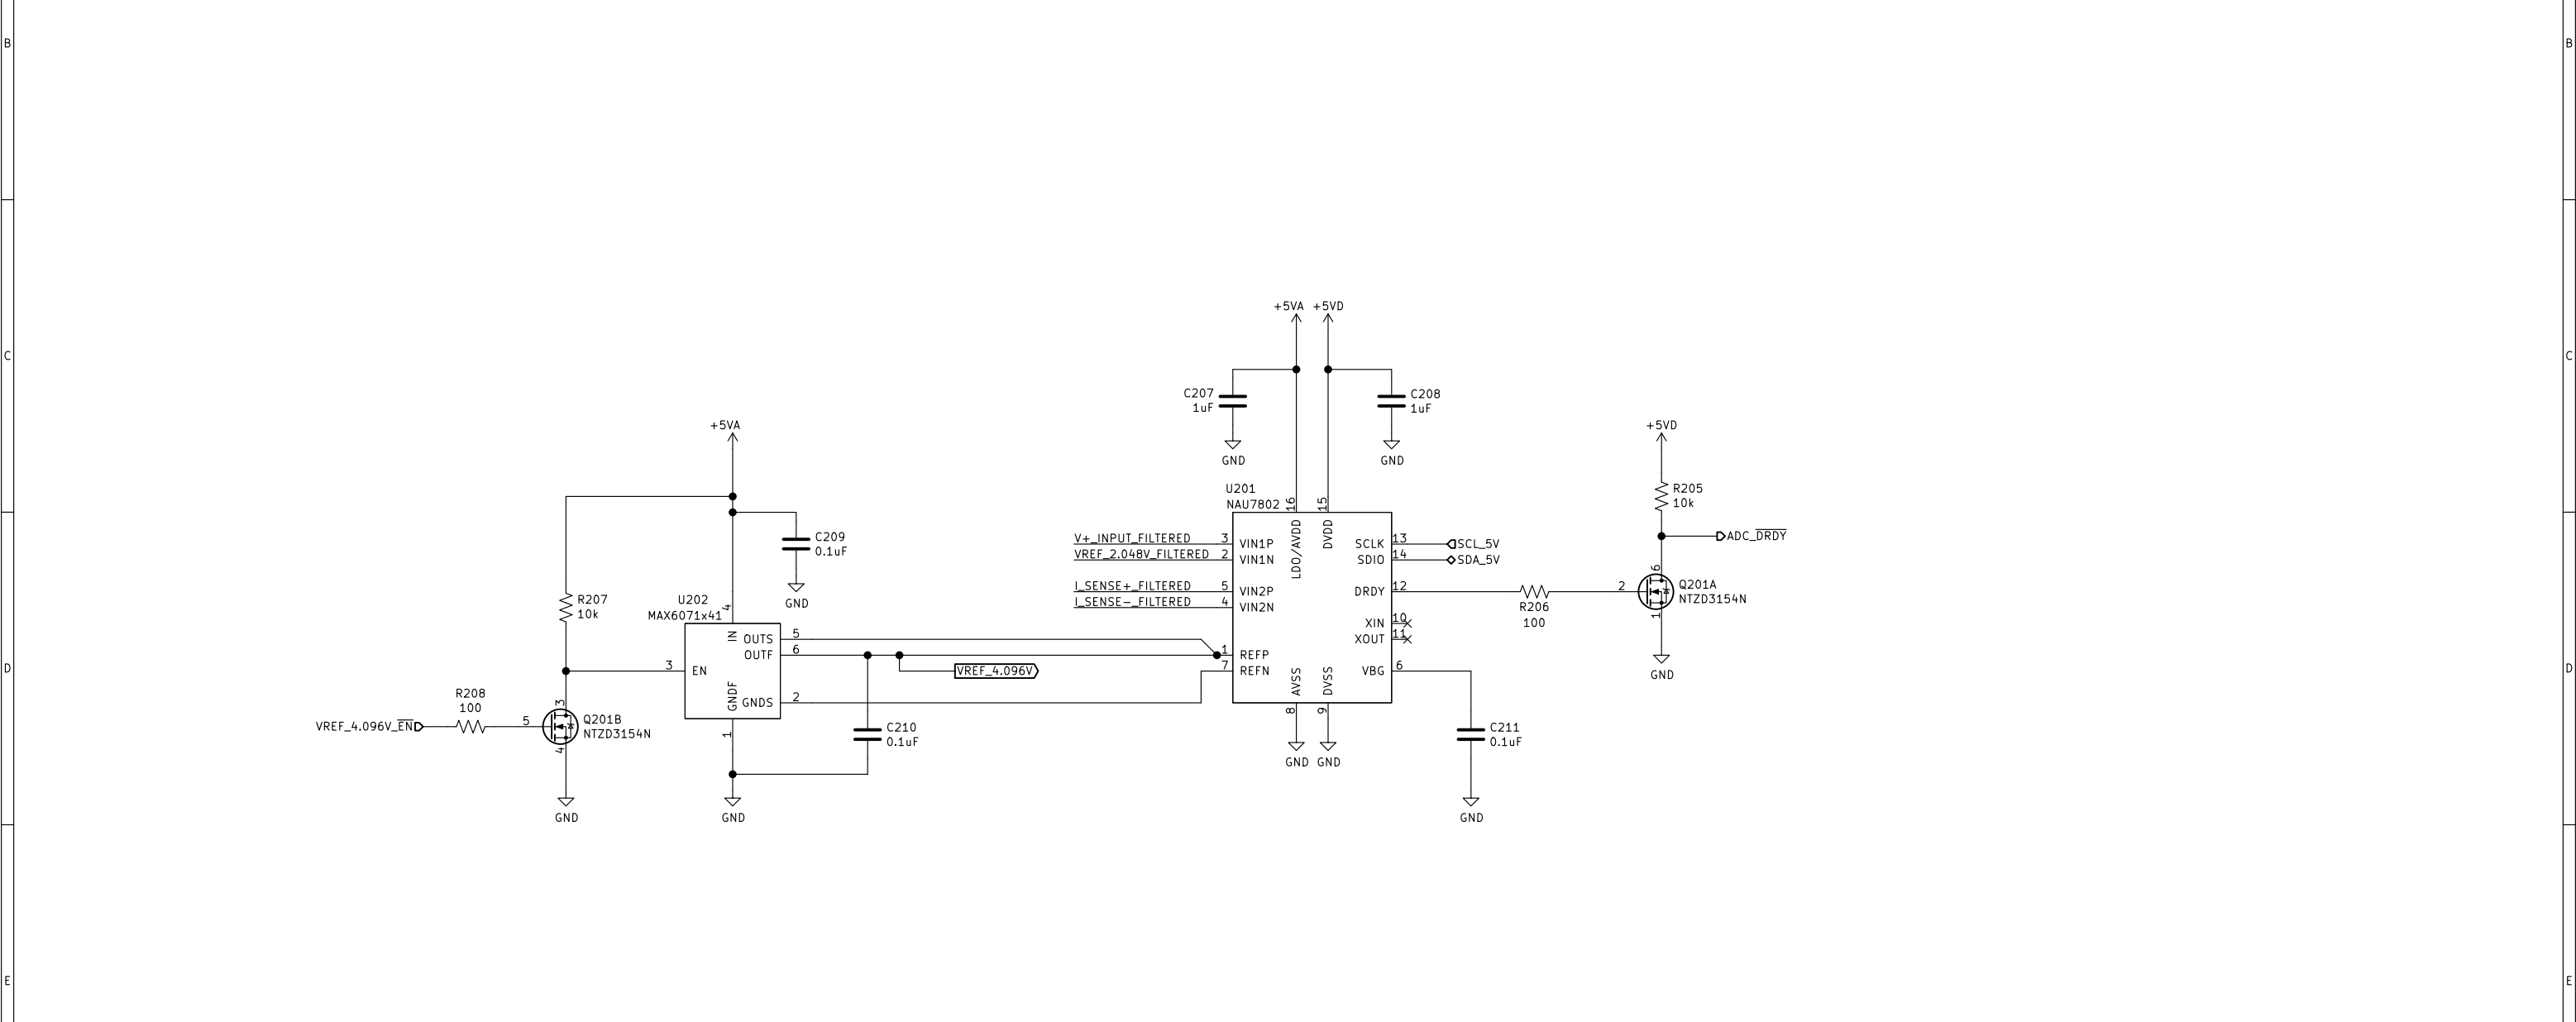 B
B
+5VA
+5VD
C
C
C207
1uF
C208
1uF
GND
GND
+5VA
+5VD
U201
NAU7802
16
15
R205
10k
V+_INPUT_FILTERED
3
VIN1P
LDO/AVDD
DVDD
SCLK
13
SCL_5V
ADC_DRDY
VREF_2.048V_FILTERED
2
VIN1N
SDIO
14
SDA_5V
C209
0.1uF
GND
I_SENSE+_FILTERED
5
VIN2P
DRDY
12
R206
100
2
6
Q201A
NTZD3154N
1
I_SENSE-_FILTERED
4
VIN2N
R207
10k
U202
MAX6071x41
4
IN
XIN
10
XOUT
11
OUTS
5
OUTF
6
1
REFP
7
REFN
VREF_4.096V
VBG
6
GND
D
3
EN
D
GNDF
GNDS
2
AVSS
DVSS
8
9
R208
100
VREF_4.096V_EN
5
3
Q201B
NTZD3154N
4
1
C210
0.1uF
C211
0.1uF
GND
GND
GND
GND
GND
E
E